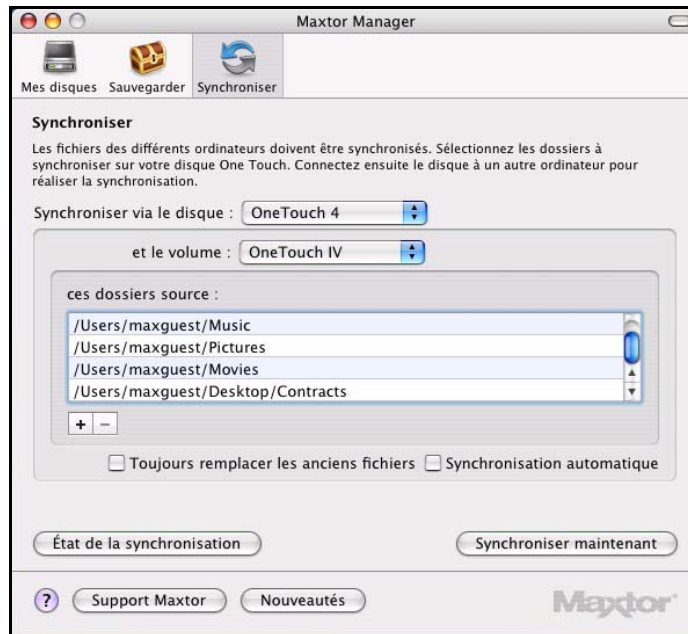 Maxtor Manager
Mes disques Sauvegarder Synchroniser
Synchroniser
Les fichiers des différents ordinateurs doivent être synchronisés. Sélectionnez les dossiers à
synchroniser sur votre disque One Touch. Connectez ensuite le disque à un autre ordinateur pour
réaliser la synchronisation.
Synchroniser via le disque : OneTouch 4
et le volume : OneTouch IV
ces dossiers source :
/Users/maxguest/Music
/Users/maxguest/Pictures
/Users/maxguest/Movies
/Users/maxguest/Desktop/Contracts
+ −
Toujours remplacer les anciens fichiers Synchronisation automatique
État de la synchronisation Synchroniser maintenant
? Support Maxtor Nouveautés Maxtor